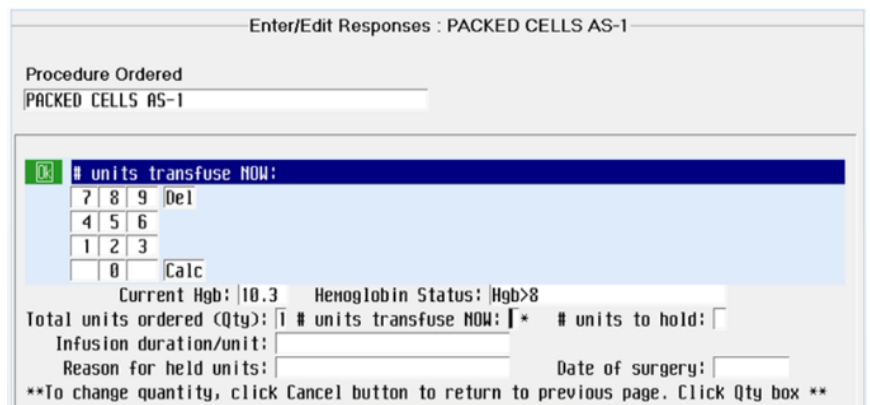 Enter/Edit Responses : PACKED CELLS AS-1
Procedure Ordered
PACKED CELLS AS-1
Ok # units transfuse NOW:
7 8 9 Del
4 5 6
1 2 3
0 Calc
Current Hgb: 10.3 Hemoglobin Status: Hgb>8
Total units ordered (Qty): 1 # units transfuse NOW: * # units to hold:
Infusion duration/unit:
Reason for held units: Date of surgery:
**To change quantity, click Cancel button to return to previous page. Click Qty box **